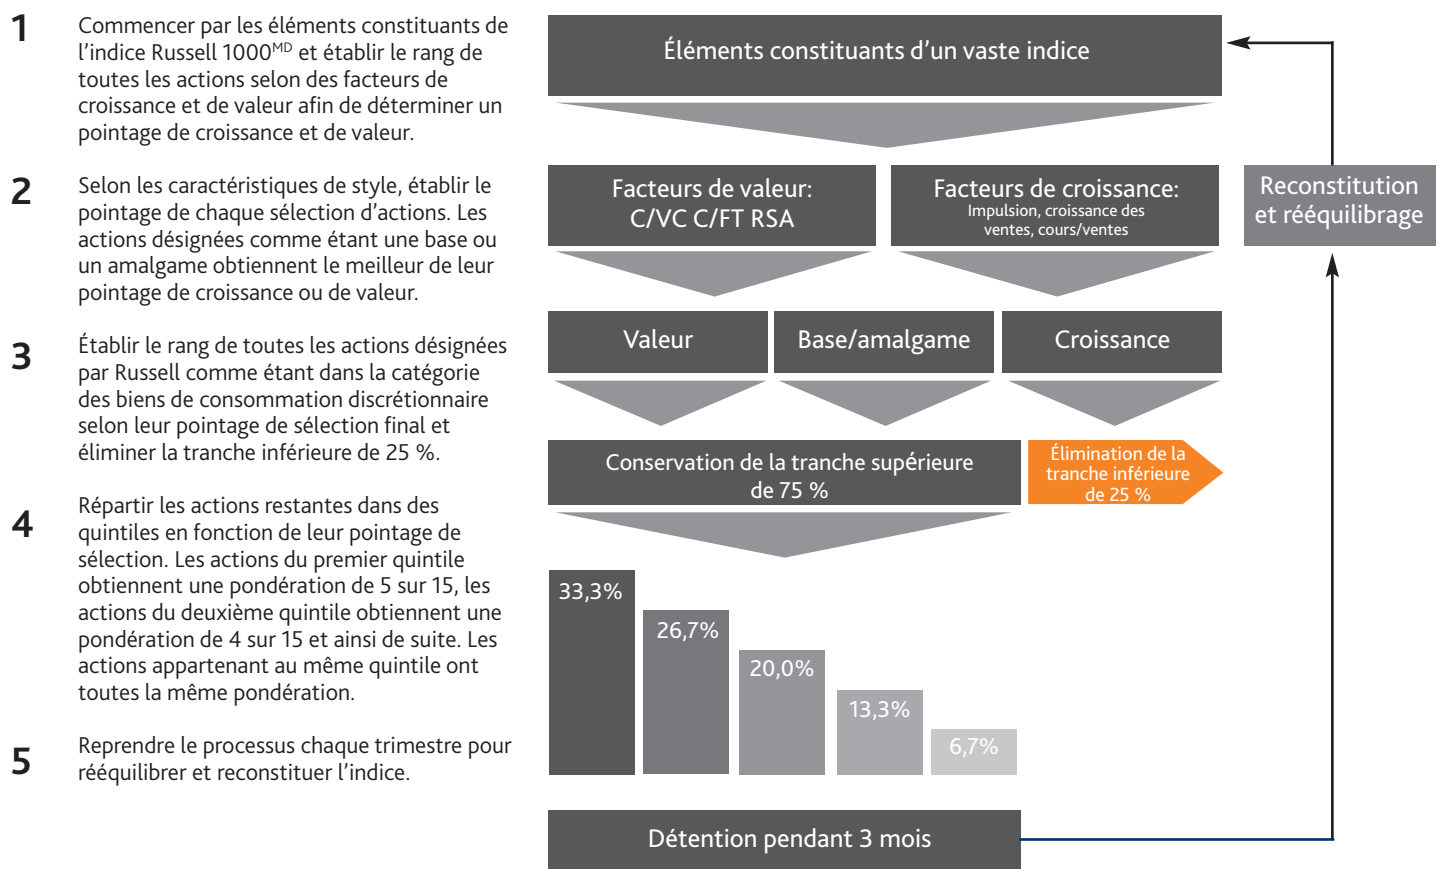 1
Commencer par les éléments constituants de
l’indice Russell 1000MD et établir le rang de
toutes les actions selon des facteurs de
croissance et de valeur afin de déterminer un
pointage de croissance et de valeur.
2
Selon les caractéristiques de style, établir le
pointage de chaque sélection d’actions. Les
actions désignées comme étant une base ou
un amalgame obtiennent le meilleur de leur
pointage de croissance ou de valeur.
3
Établir le rang de toutes les actions désignées
par Russell comme étant dans la catégorie
des biens de consommation discrétionnaire
selon leur pointage de sélection final et
éliminer la tranche inférieure de 25 %.
4
Répartir les actions restantes dans des
quintiles en fonction de leur pointage de
sélection. Les actions du premier quintile
obtiennent une pondération de 5 sur 15, les
actions du deuxième quintile obtiennent une
pondération de 4 sur 15 et ainsi de suite. Les
actions appartenant au même quintile ont
toutes la même pondération.
5
Reprendre le processus chaque trimestre pour
rééquilibrer et reconstituer l’indice.
Éléments constituants d’un vaste indice
Facteurs de valeur:
C/VC C/FT RSA
Facteurs de croissance:
Impulsion, croissance des
ventes, cours/ventes
Reconstitution
et rééquilibrage
Valeur
Base/amalgame
Croissance
Conservation de la tranche supérieure
de 75 %
Élimination de la
tranche inférieure
de 25 %
33,3%
26,7%
20,0%
13,3%
6,7%
Détention pendant 3 mois